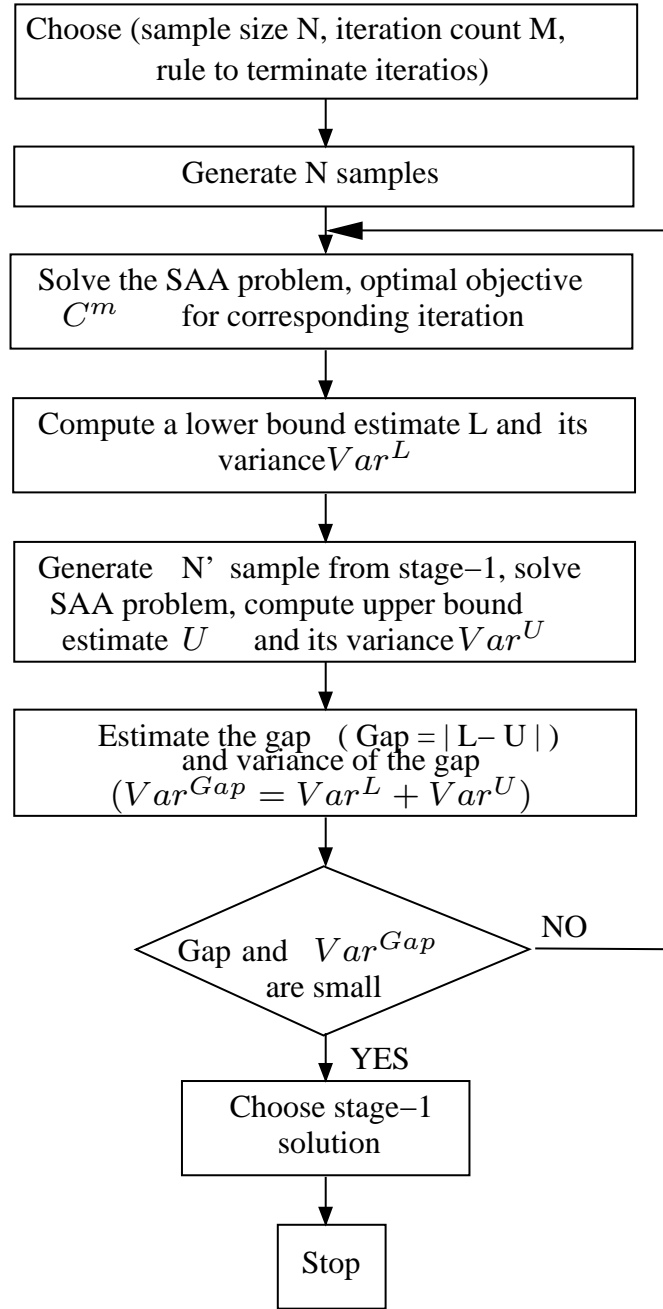 Choose (sample size N, iteration count M,
rule to terminate iteratios)
Generate N samples
Solve the SAA problem, optimal objective
C^m for corresponding iteration
Compute a lower bound estimate L and its
variance Var^L
Generate N’ sample from stage–1, solve
SAA problem, compute upper bound
estimate U and its variance Var^U
Estimate the gap ( Gap = | L– U | )
and variance of the gap
(Var^Gap = Var^L + Var^U)
Gap and Var^Gap
are small
NO
YES
Choose stage–1
solution
Stop